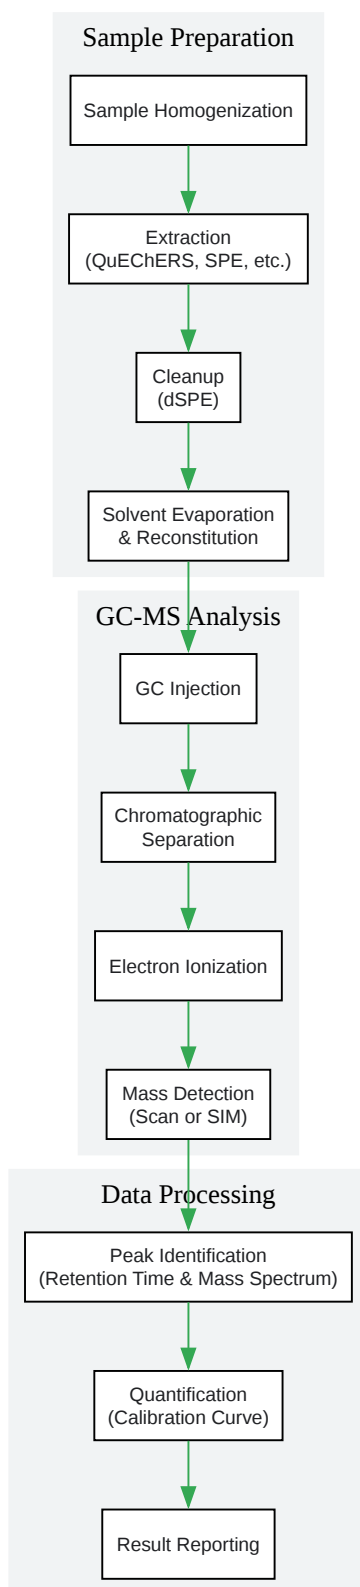 Sample Preparation
Sample Homogenization
Extraction
(QuEChERS, SPE, etc.)
Cleanup
(dSPE)
Solvent Evaporation
& Reconstitution
GC-MS Analysis
GC Injection
Chromatographic
Separation
Electron Ionization
Mass Detection
(Scan or SIM)
Data Processing
Peak Identification
(Retention Time & Mass Spectrum)
Quantification
(Calibration Curve)
Result Reporting